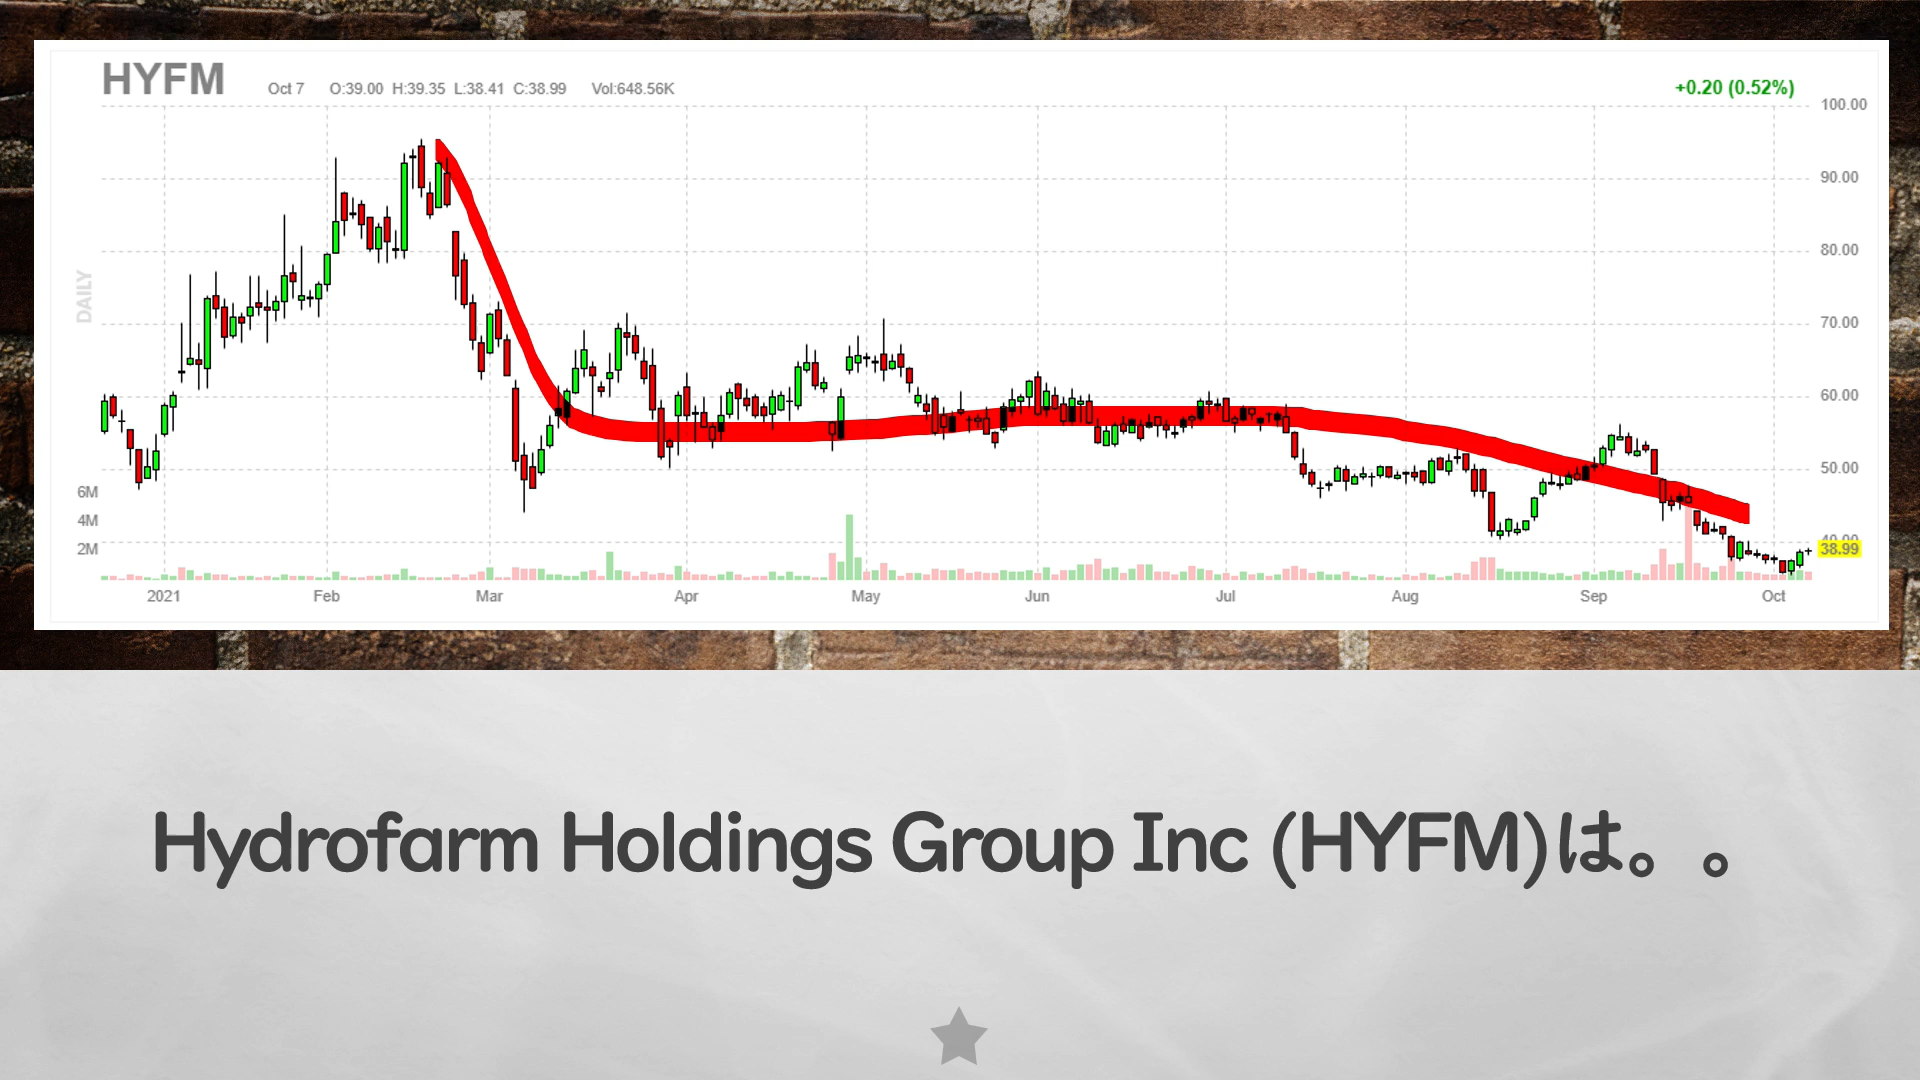 HYFM Oct 7 O:39.00 H:39.35 L:38.41 C:38.99 Vol:648.56K +0.20 (0.52%)
100.00
90.00
80.00
DAILY
70.00
60.00
50.00
6M
4M
40.00
38.99
2M
2021 Feb Mar Apr May Jun Jul Aug Sep Oct
Hydrofarm Holdings Group Inc (HYFM)は。。